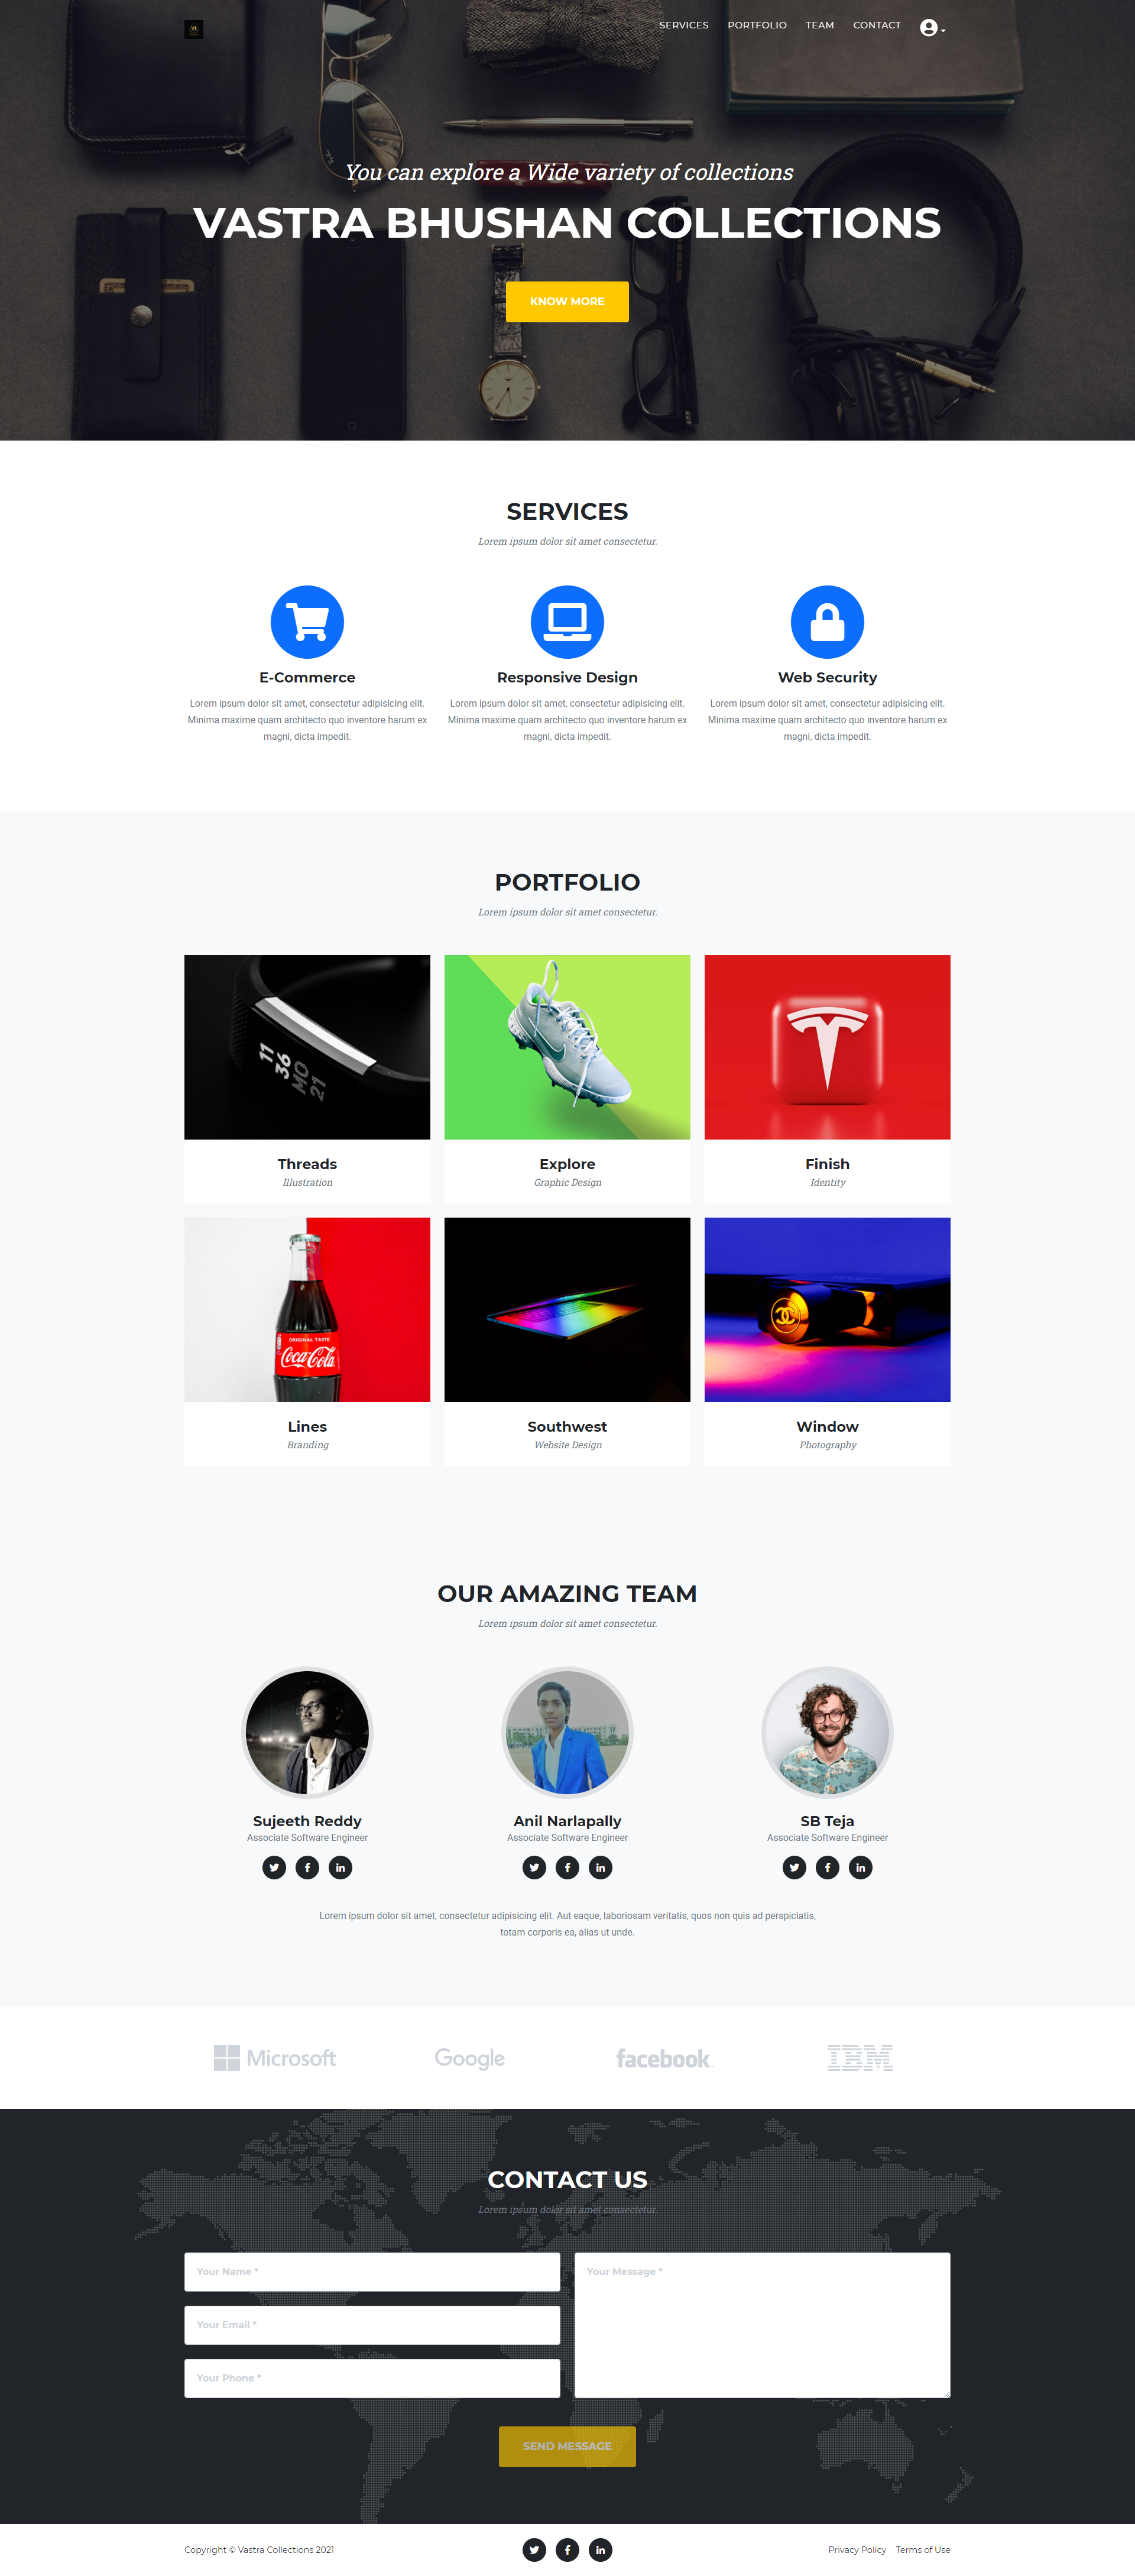 VS
SERVICES PORTFOLIO TEAM CONTACT
You can explore a Wide variety of collections
VASTRA BHUSHAN COLLECTIONS
KNOW MORE
SERVICES
Lorem ipsum dolor sit amet consectetur.
E-Commerce
Lorem ipsum dolor sit amet, consectetur adipisicing elit.
Minima maxime quam architecto quo inventore harum ex
magni, dicta impedit.
Responsive Design
Lorem ipsum dolor sit amet, consectetur adipisicing elit.
Minima maxime quam architecto quo inventore harum ex
magni, dicta impedit.
Web Security
Lorem ipsum dolor sit amet, consectetur adipisicing elit.
Minima maxime quam architecto quo inventore harum ex
magni, dicta impedit.
PORTFOLIO
Lorem ipsum dolor sit amet consectetur.
11
36
MO
21
Threads
Illustration
Explore
Graphic Design
Finish
Identity
ORIGINAL TASTE
Coca-Cola
Lines
Branding
Southwest
Website Design
Window
Photography
OUR AMAZING TEAM
Lorem ipsum dolor sit amet consectetur.
Sujeeth Reddy
Associate Software Engineer
Anil Narlapally
Associate Software Engineer
SB Teja
Associate Software Engineer
Lorem ipsum dolor sit amet, consectetur adipisicing elit. Aut eaque, laboriosam veritatis, quos non quis ad perspiciatis,
totam corporis ea, alias ut unde.
Microsoft Google facebook IBM
CONTACT US
Lorem ipsum dolor sit amet consectetur.
Your Name *
Your Email *
Your Phone *
Your Message *
SEND MESSAGE
Copyright © Vastra Collections 2021
Privacy Policy Terms of Use